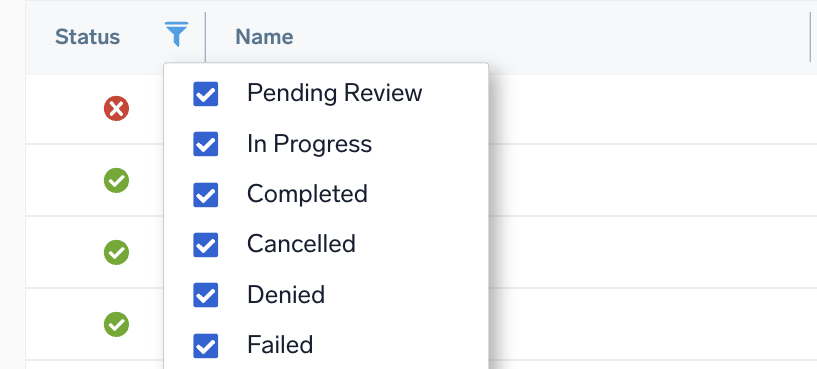 Status Name
Pending Review
In Progress
Completed
Cancelled
Denied
Failed